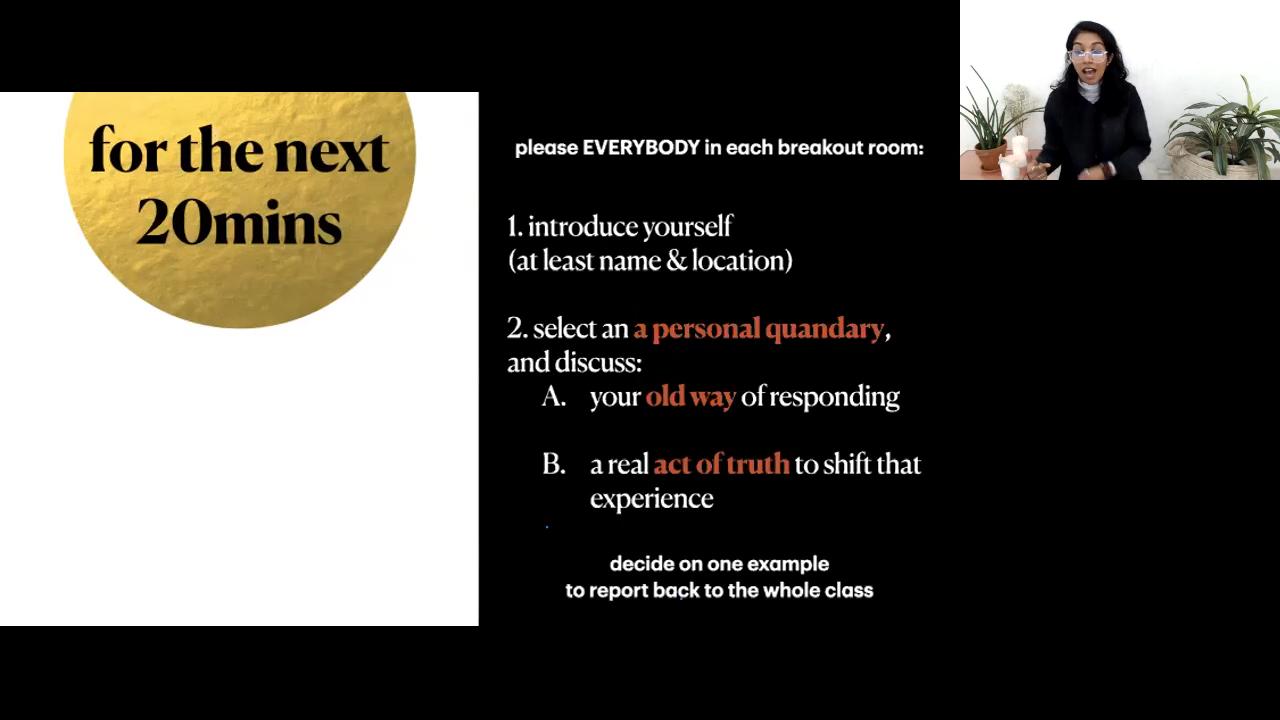 for the next
20mins
please EVERYBODY in each breakout room:
1. introduce yourself
(at least name & location)
2. select an a personal quandary,
and discuss:
A. your old way of responding
B. a real act of truth to shift that
experience
decide on one example
to report back to the whole class